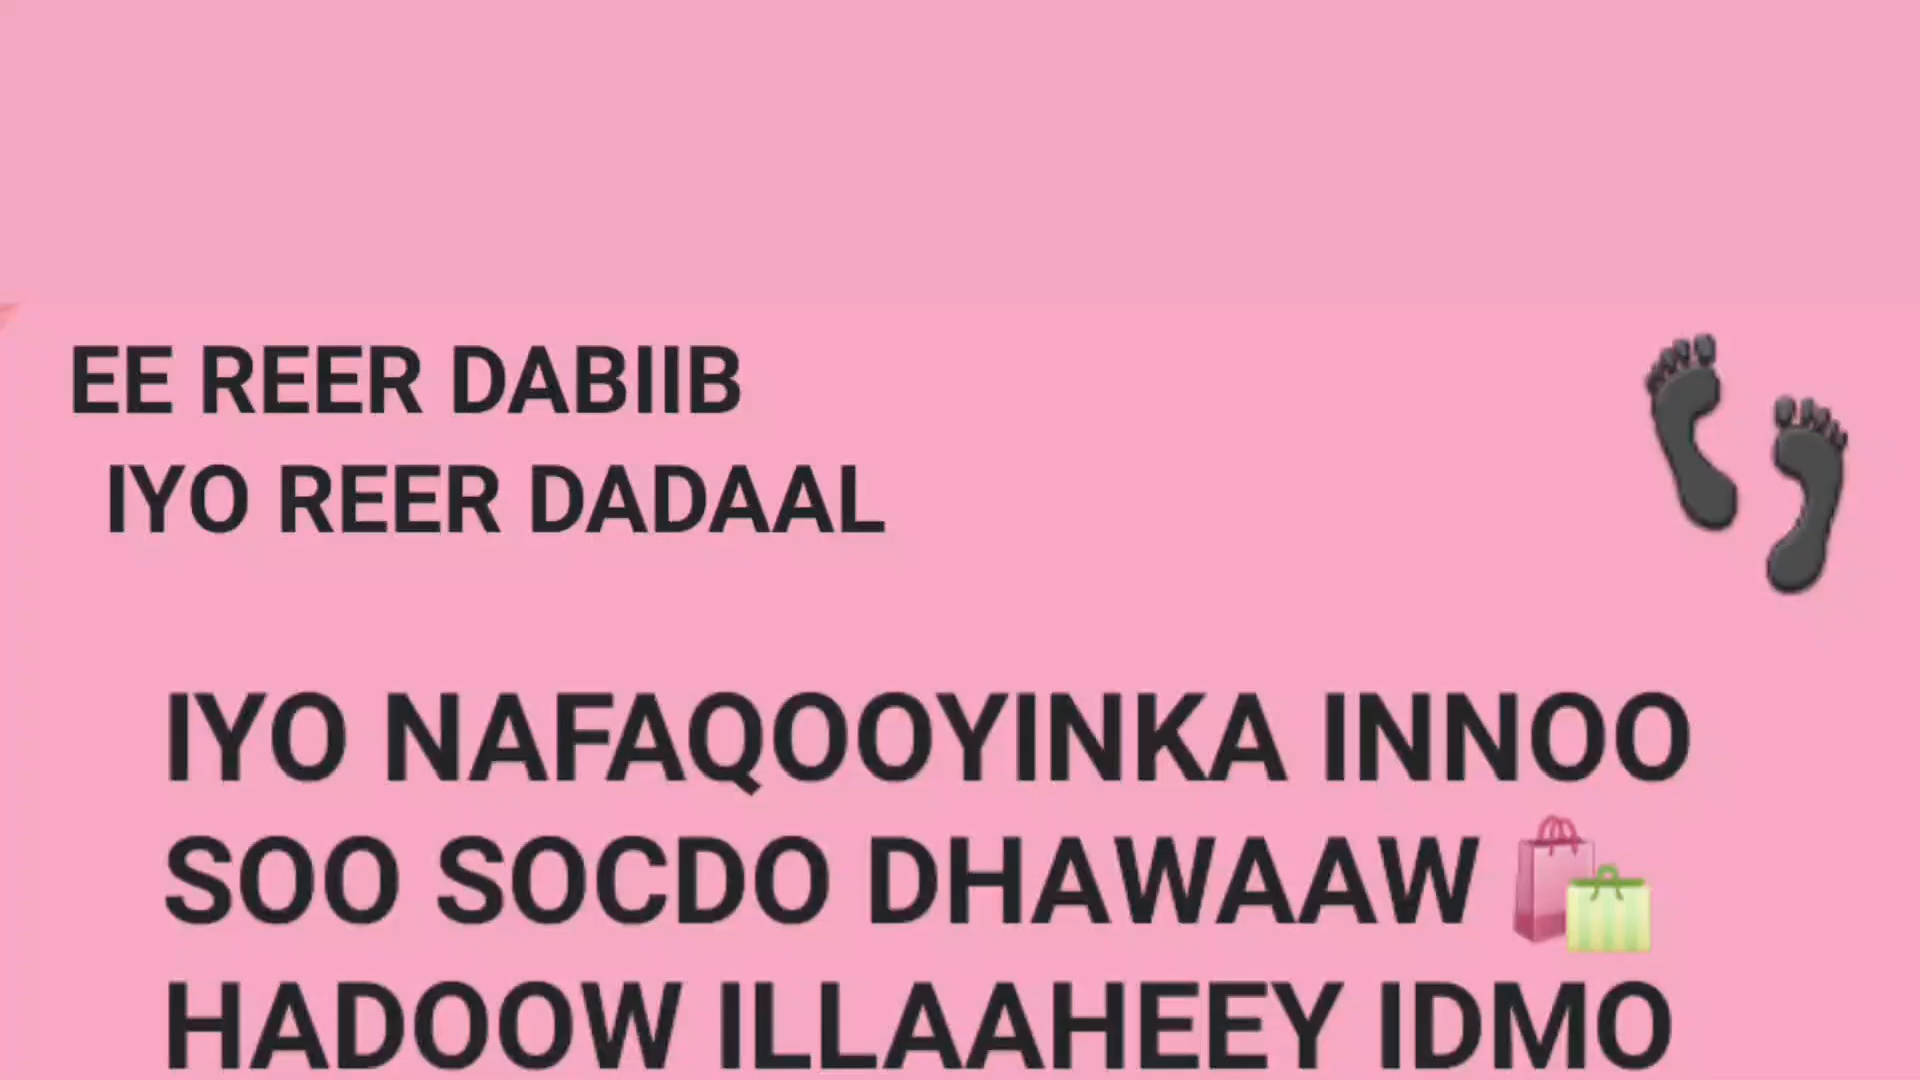 EE REER DABIIB
IYO REER DADAAL
IYO NAFAQOOYINKA INNOO
SOO SOCDO DHAWAAW
HADOOW ILLAAHEEY IDMO